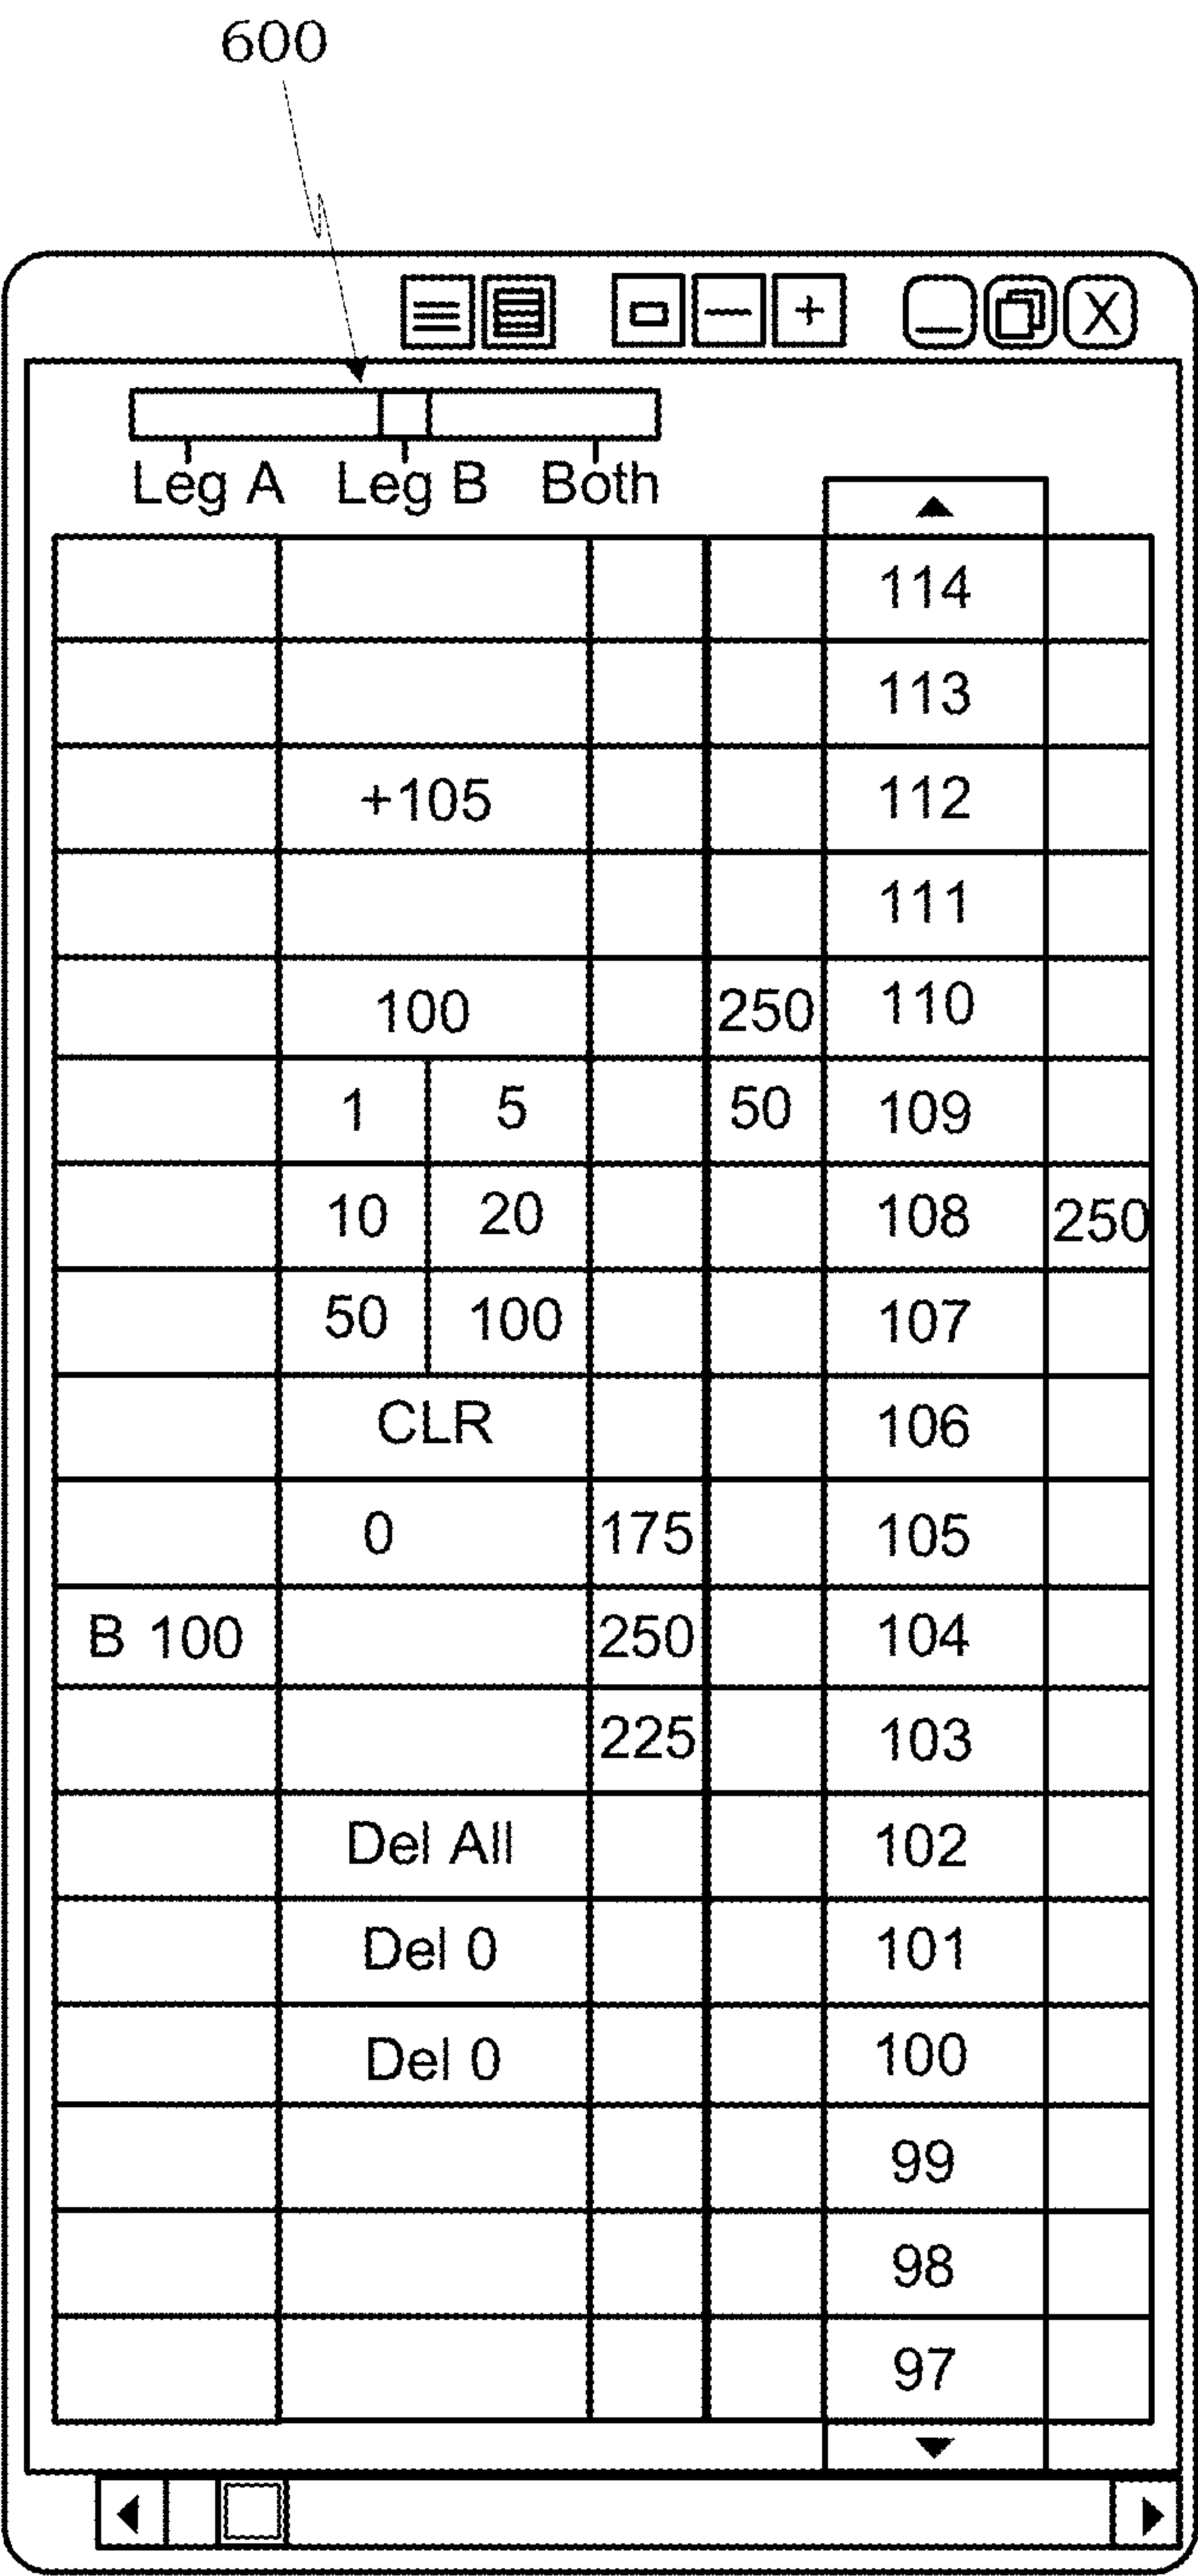 600
X
Leg A Leg B Both
114
113
+105 112
111
100 250 110
1 5 50 109
10 20 108 250
50 100 107
CLR 106
0 175 105
B 100 250 104
225 103
Del All 102
Del 0 101
Del 0 100
99
98
97